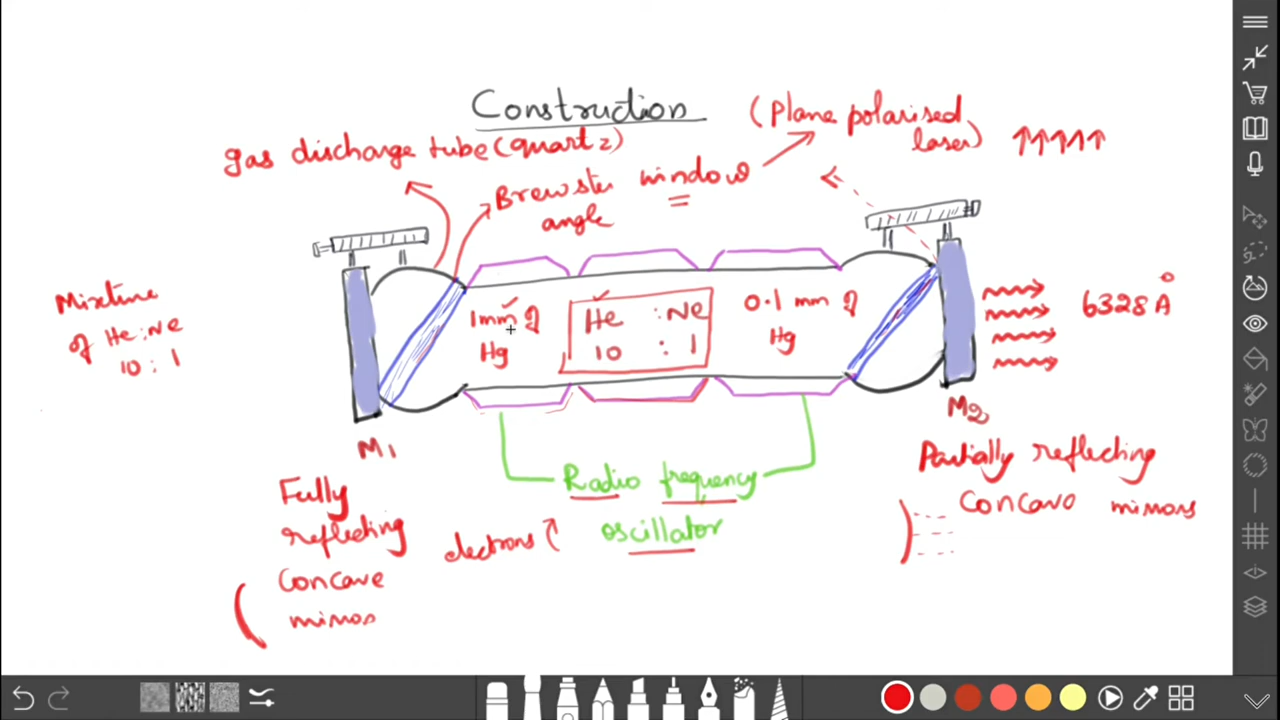 Construction
(Plane polarised
laser) ↑↑↑↑↑
gas discharge tube (quartz)
Brewster window
angle
Mixture
of He:Ne
10 : 1
1mm of
Hg
He : Ne
10 : 1
0.1 mm of
Hg
6328 Å
M1
M2
Fully
reflecting
Concave
mirror
Radio frequency
oscillator
electrons
Partially reflecting
Concave mirrors